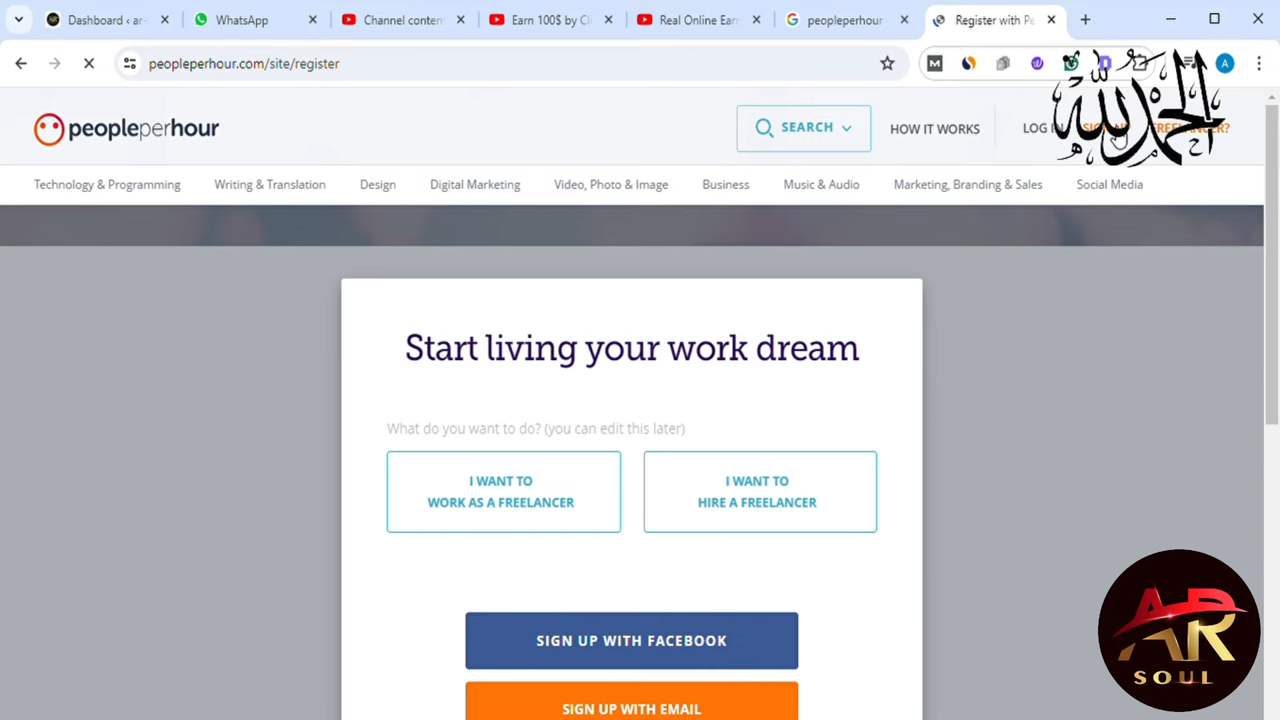 Dashboard ‹ ar-
WhatsApp
Channel conten
Earn 100$ by Cli
Real Online Earn
peopleperhour
Register with Pe
peopleperhour.com/site/register
M
A
الحمد لله
peopleperhour
SEARCH
HOW IT WORKS
LOG IN
FREELANCER?
Technology & Programming
Writing & Translation
Design
Digital Marketing
Video, Photo & Image
Business
Music & Audio
Marketing, Branding & Sales
Social Media
Start living your work dream
What do you want to do? (you can edit this later)
I WANT TO
WORK AS A FREELANCER
I WANT TO
HIRE A FREELANCER
SIGN UP WITH FACEBOOK
SIGN UP WITH EMAIL
AR
SOUL